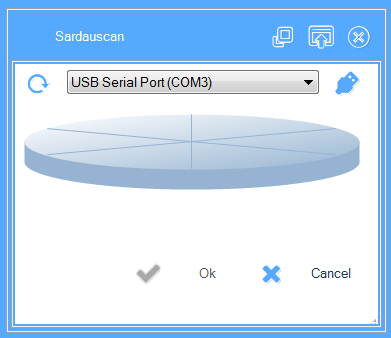 Sardauscan
USB Serial Port (COM3)
Ok Cancel